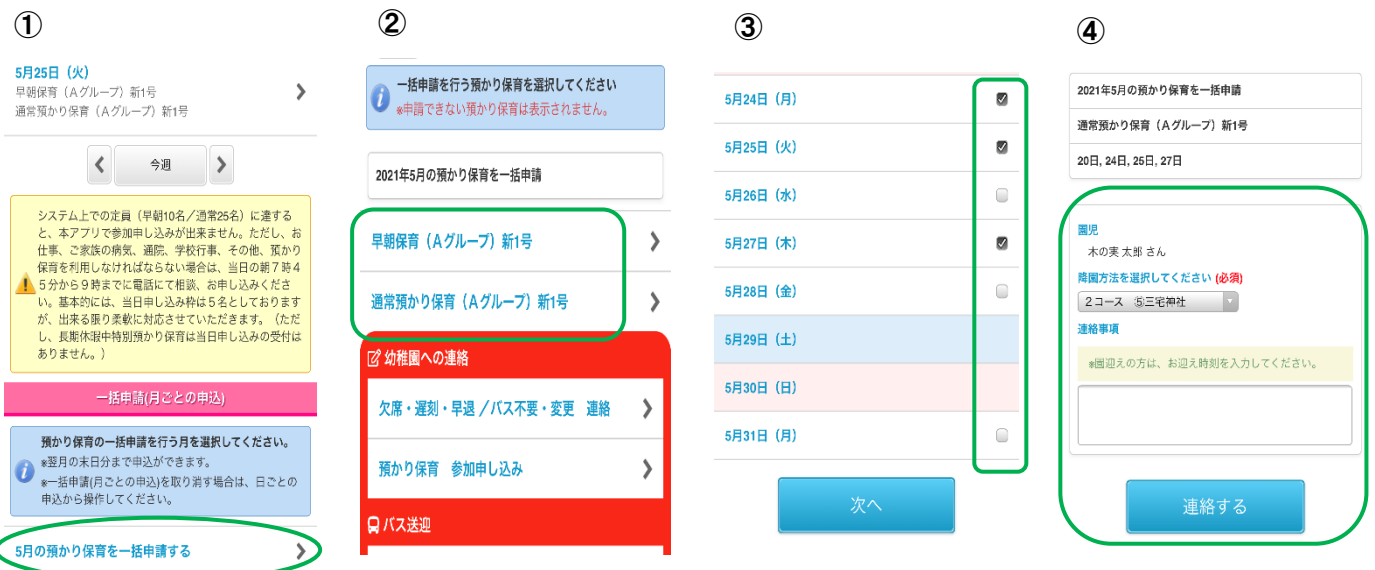 ①
5月25日（火）
早朝保育（Aグループ）新1号
通常預かり保育（Aグループ）新1号
今週
システム上での定員（早朝10名／通常25名）に達する
と、本アプリで参加申し込みが出来ません。ただし、お
仕事、ご家族の病気、通院、学校行事、その他、預かり
保育を利用しなければならない場合は、当日の朝７時４
５分から９時までに電話にて相談、お申し込みくださ
い。基本的には、当日申し込み枠は５名としております
が、出来る限り柔軟に対応させていただきます。（ただ
し、長期休暇中特別預かり保育は当日申し込みの受付は
ありません。）
一括申請(月ごとの申込)
預かり保育の一括申請を行う月を選択してください。
※翌月の末日分まで申込ができます。
※一括申請(月ごとの申込)を取り消す場合は、日ごとの
申込から操作してください。
5月の預かり保育を一括申請する
②
一括申請を行う預かり保育を選択してください
※申請できない預かり保育は表示されません。
2021年5月の預かり保育を一括申請
早朝保育（Aグループ）新1号
通常預かり保育（Aグループ）新1号
幼稚園への連絡
欠席・遅刻・早退／バス不要・変更　連絡
預かり保育　参加申し込み
バス送迎
③
5月24日（月）
5月25日（火）
5月26日（水）
5月27日（木）
5月28日（金）
5月29日（土）
5月30日（日）
5月31日（月）
次へ
④
2021年5月の預かり保育を一括申請
通常預かり保育（Aグループ）新1号
20日, 24日, 25日, 27日
園児
木の実 太郎 さん
降園方法を選択してください (必須)
２コース　⑤三宅神社
連絡事項
※園迎えの方は、お迎え時刻を入力してください。
連絡する